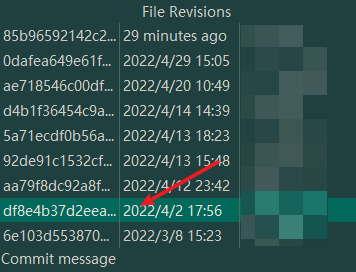 File Revisions
85b96592142c2... 29 minutes ago
0dafea649e61f... 2022/4/29 15:05
ae718546c00df... 2022/4/20 10:49
d4b1f36454c9a... 2022/4/14 14:39
5a71ecdf0b56a... 2022/4/13 18:23
92de91c1532cf... 2022/4/13 15:48
aa79f8dc92a8f... 2022/4/12 23:42
df8e4b37d2eea... 2022/4/2 17:56
6e103d553870... 2022/3/8 15:23
Commit message